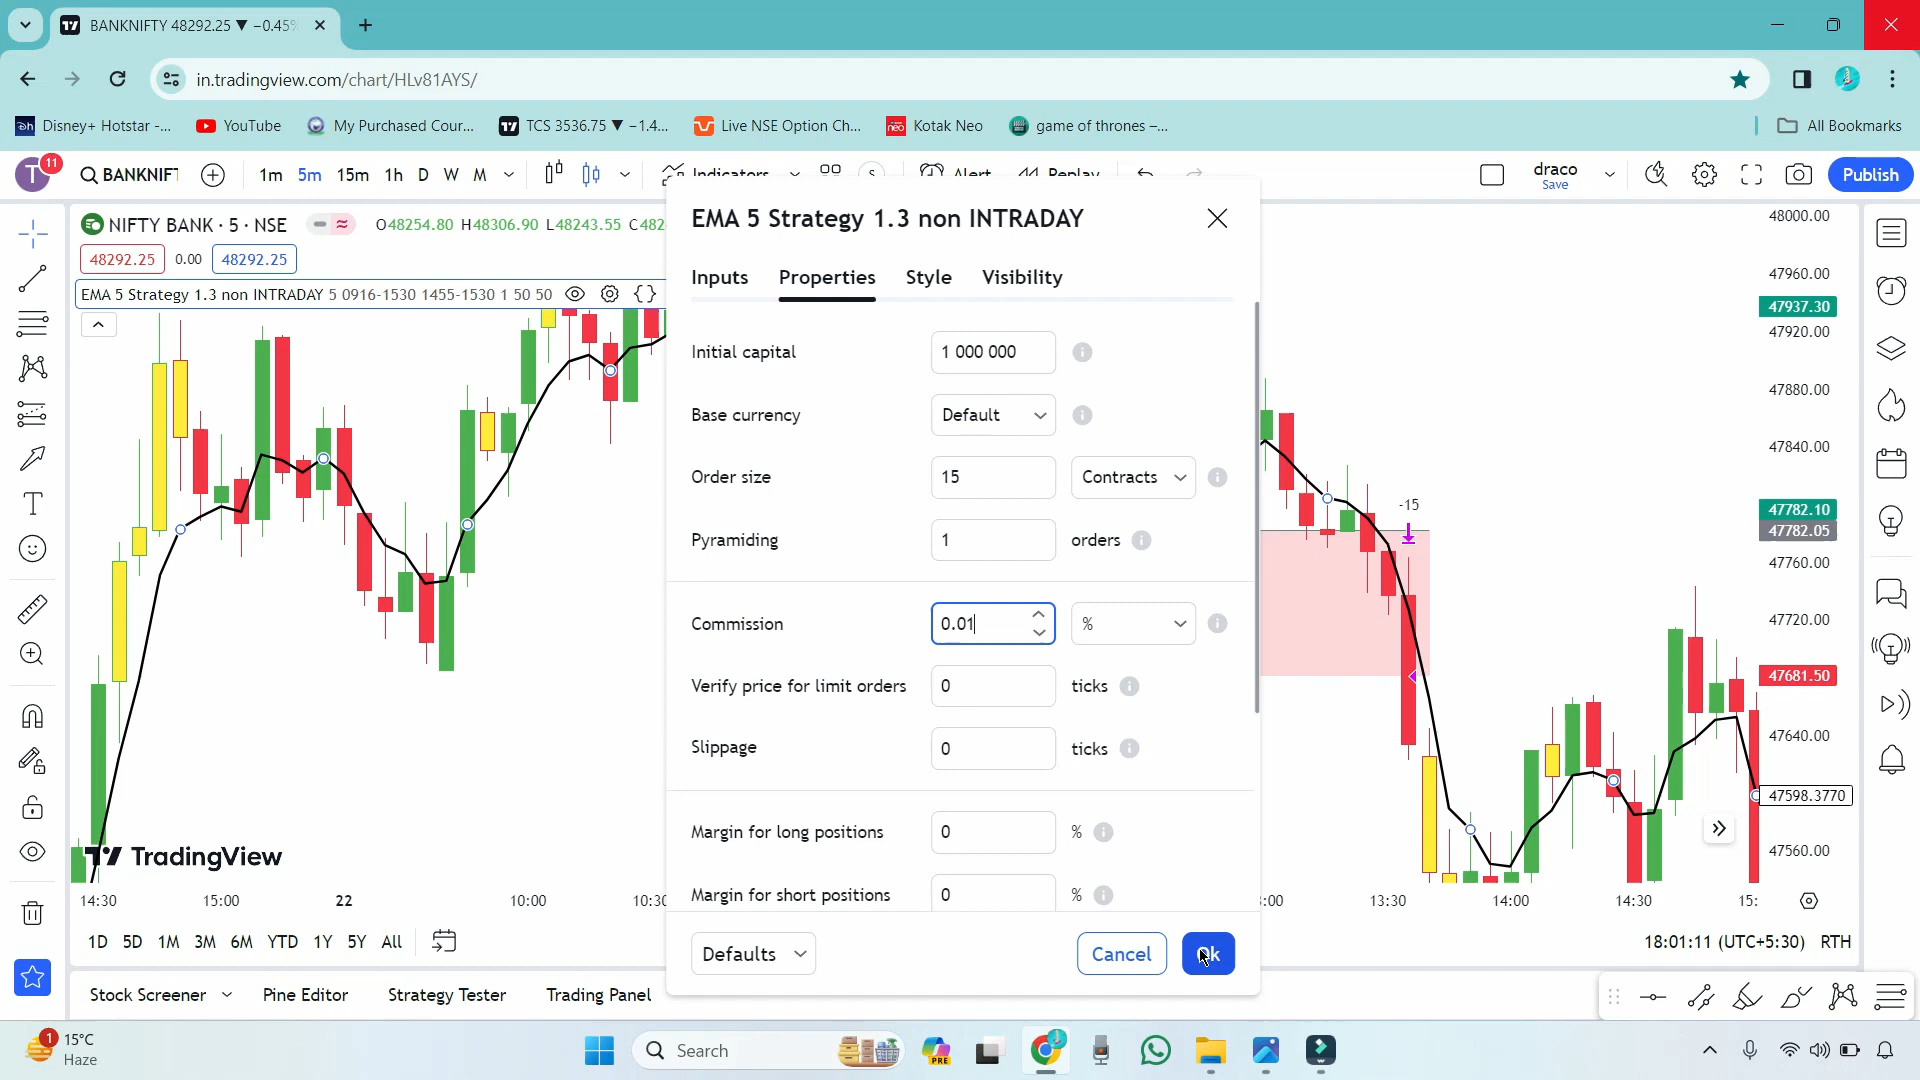 BANKNIFTY 48292.25 ▼ −0.45%
in.tradingview.com/chart/HLv81AYS/
Disney+ Hotstar -... YouTube My Purchased Cour... TCS 3536.75 ▼ −1.4... Live NSE Option Ch... Kotak Neo game of thrones –... All Bookmarks
T 11 BANKNIFT 1m 5m 15m 1h D W M Indicators S Alert Replay draco Save Publish
NIFTY BANK · 5 · NSE O48254.80 H48306.90 L48243.55 C482
48292.25 0.00 48292.25
EMA 5 Strategy 1.3 non INTRADAY 5 0916-1530 1455-1530 1 50 50
EMA 5 Strategy 1.3 non INTRADAY
Inputs Properties Style Visibility
Initial capital 1 000 000
Base currency Default
Order size 15 Contracts
Pyramiding 1 orders
Commission 0.01 %
Verify price for limit orders 0 ticks
Slippage 0 ticks
Margin for long positions 0 %
Margin for short positions 0 %
Defaults Cancel Ok
-15
48000.00
47960.00
47937.30
47920.00
47880.00
47840.00
47782.10
47782.05
47760.00
47720.00
47681.50
47640.00
47598.3770
47560.00
TradingView
14:30 15:00 22 10:00 10:30 :00 13:30 14:00 14:30 15:
1D 5D 1M 3M 6M YTD 1Y 5Y All 18:01:11 (UTC+5:30) RTH
Stock Screener Pine Editor Strategy Tester Trading Panel
1 15°C
Haze
Search
PRE